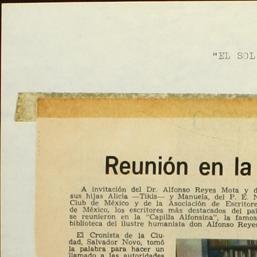 "EL SOL
Reunión en la
A invitación del Dr. Alfonso Reyes Mota y d
sus hijas Alicia —Tikis— y Manuela, del P. E. N
Club de México y de la Asociación de Escritore
de México, los escritores más destacados del pa
se reunieron en la "Capilla Alfonsina", la famos
biblioteca del ilustre humanista don Alfonso Reyes
El Cronista de la Ciu-
dad, Salvador Novo, tomó
la palabra para hacer un
llamado a las autoridades